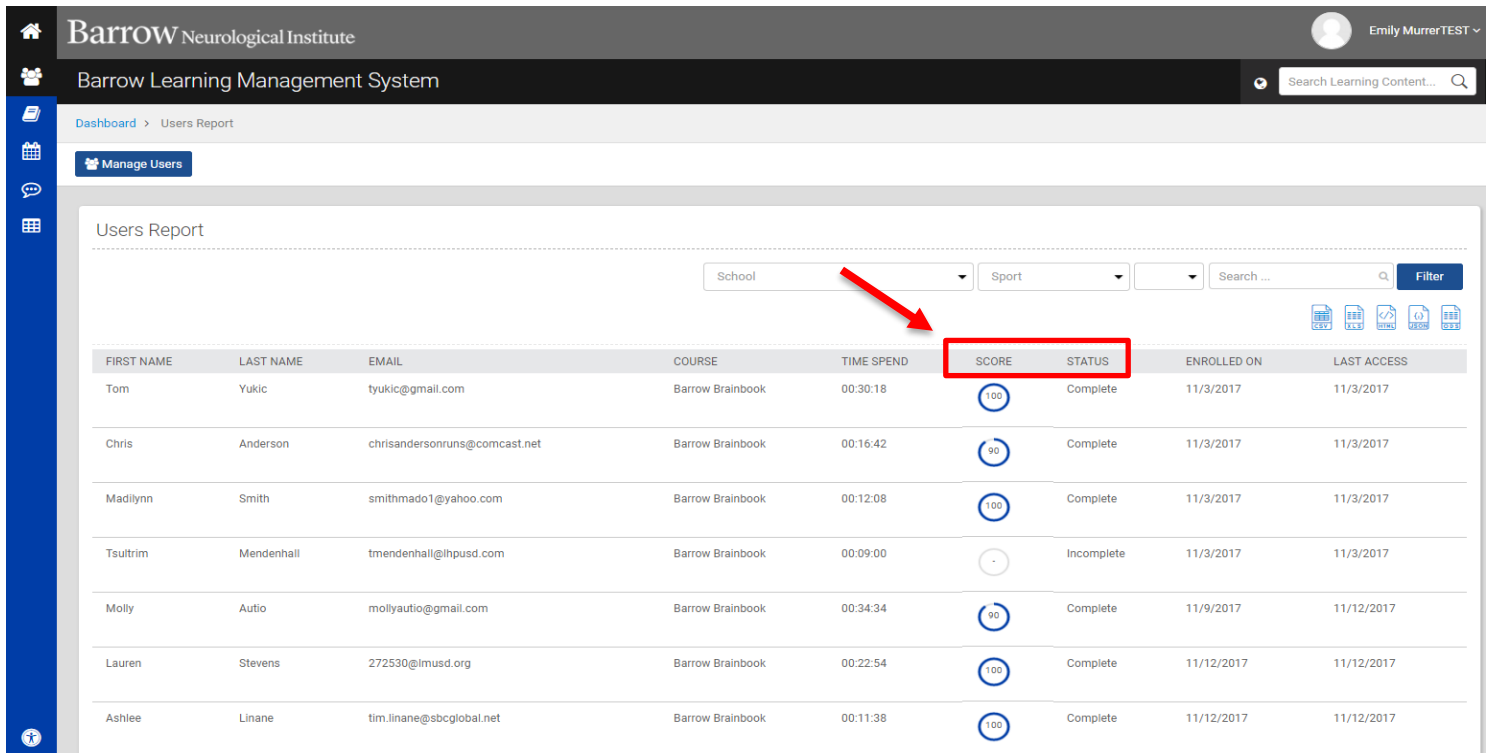 Barrow Neurological Institute
Emily MurrerTEST
Barrow Learning Management System
Search Learning Content...
Dashboard > Users Report
Manage Users
Users Report
School Sport Search ... Filter
CSV XLS HTML JSON ODS
FIRST NAME LAST NAME EMAIL COURSE TIME SPEND SCORE STATUS ENROLLED ON LAST ACCESS
Tom Yukic tyukic@gmail.com Barrow Brainbook 00:30:18 100 Complete 11/3/2017 11/3/2017
Chris Anderson chrisandersonruns@comcast.net Barrow Brainbook 00:16:42 90 Complete 11/3/2017 11/3/2017
Madilynn Smith smithmado1@yahoo.com Barrow Brainbook 00:12:08 100 Complete 11/3/2017 11/3/2017
Tsultrim Mendenhall tmendenhall@lhpusd.com Barrow Brainbook 00:09:00 - Incomplete 11/3/2017 11/3/2017
Molly Autio mollyautio@gmail.com Barrow Brainbook 00:34:34 90 Complete 11/9/2017 11/12/2017
Lauren Stevens 272530@lmusd.org Barrow Brainbook 00:22:54 100 Complete 11/12/2017 11/12/2017
Ashlee Linane tim.linane@sbcglobal.net Barrow Brainbook 00:11:38 100 Complete 11/12/2017 11/12/2017